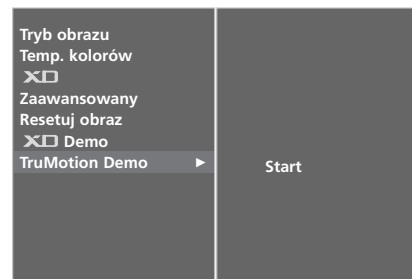 Tryb obrazu
Temp. kolorów
XD
Zaawansowany
Resetuj obraz
XD Demo
TruMotion Demo ►
Start